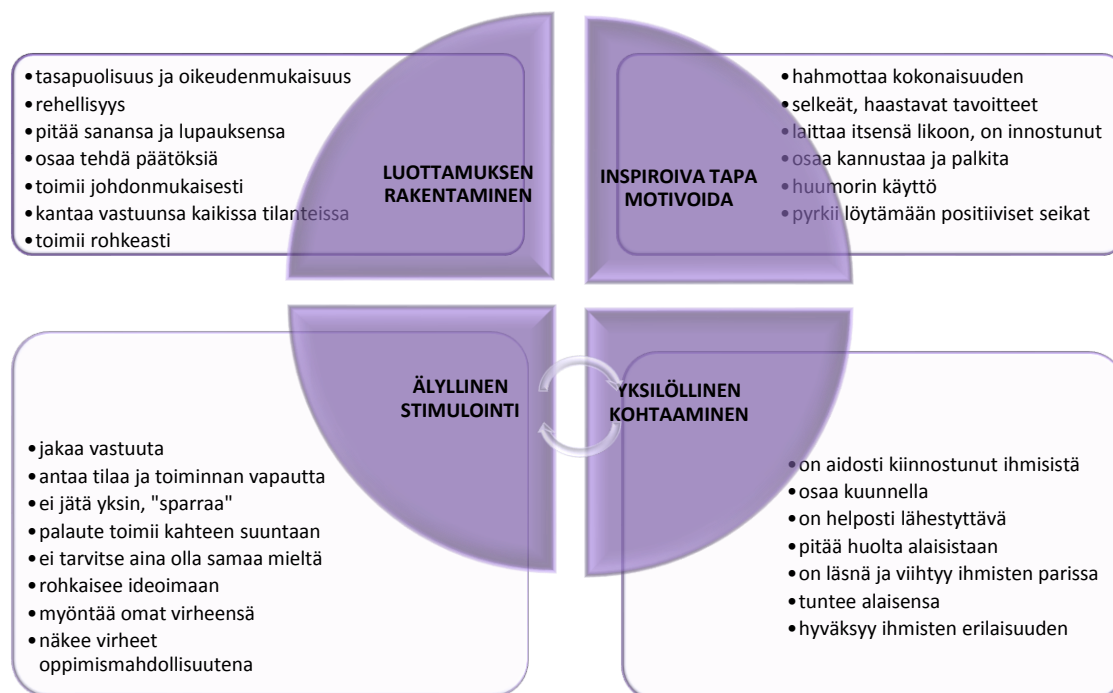 •tasapuolisuus ja oikeudenmukaisuus
•rehellisyys
•pitää sanansa ja lupauksensa
•osaa tehdä päätöksiä
•toimii johdonmukaisesti
•kantaa vastuunsa kaikissa tilanteissa
•toimii rohkeasti
LUOTTAMUKSEN
RAKENTAMINEN
INSPIROIVA TAPA
MOTIVOIDA
•hahmottaa kokonaisuuden
•selkeät, haastavat tavoitteet
•laittaa itsensä likoon, on innostunut
•osaa kannustaa ja palkita
•huumorin käyttö
•pyrkii löytämään positiiviset seikat
ÄLYLLINEN
STIMULOINTI
•jakaa vastuuta
•antaa tilaa ja toiminnan vapautta
•ei jätä yksin, "sparraa"
•palaute toimii kahteen suuntaan
•ei tarvitse aina olla samaa mieltä
•rohkaisee ideoimaan
•myöntää omat virheensä
•näkee virheet
oppimismahdollisuutena
YKSILÖLLINEN
KOHTAAMINEN
•on aidosti kiinnostunut ihmisistä
•osaa kuunnella
•on helposti lähestyttävä
•pitää huolta alaisistaan
•on läsnä ja viihtyy ihmisten parissa
•tuntee alaisensa
•hyväksyy ihmisten erilaisuuden